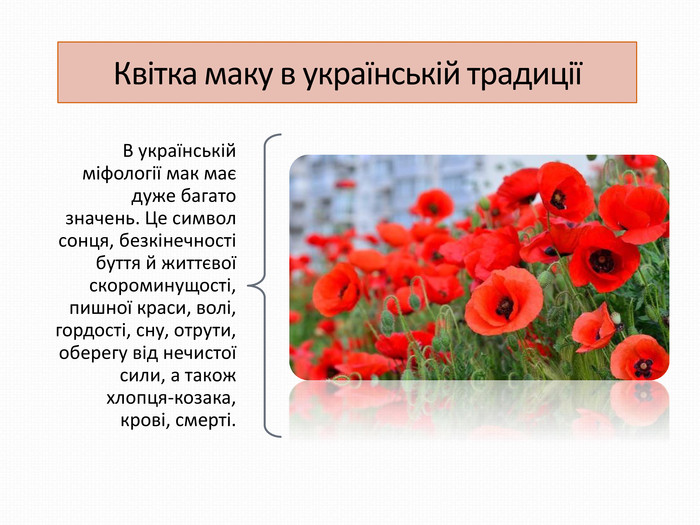 Квітка маку в українській традиції
В українській
міфології мак має
дуже багато
значень. Це символ
сонця, безкінечності
буття й життєвої
скороминущості,
пишної краси, волі,
гордості, сну, отрути,
оберегу від нечистої
сили, а також
хлопця-козака,
крові, смерті.